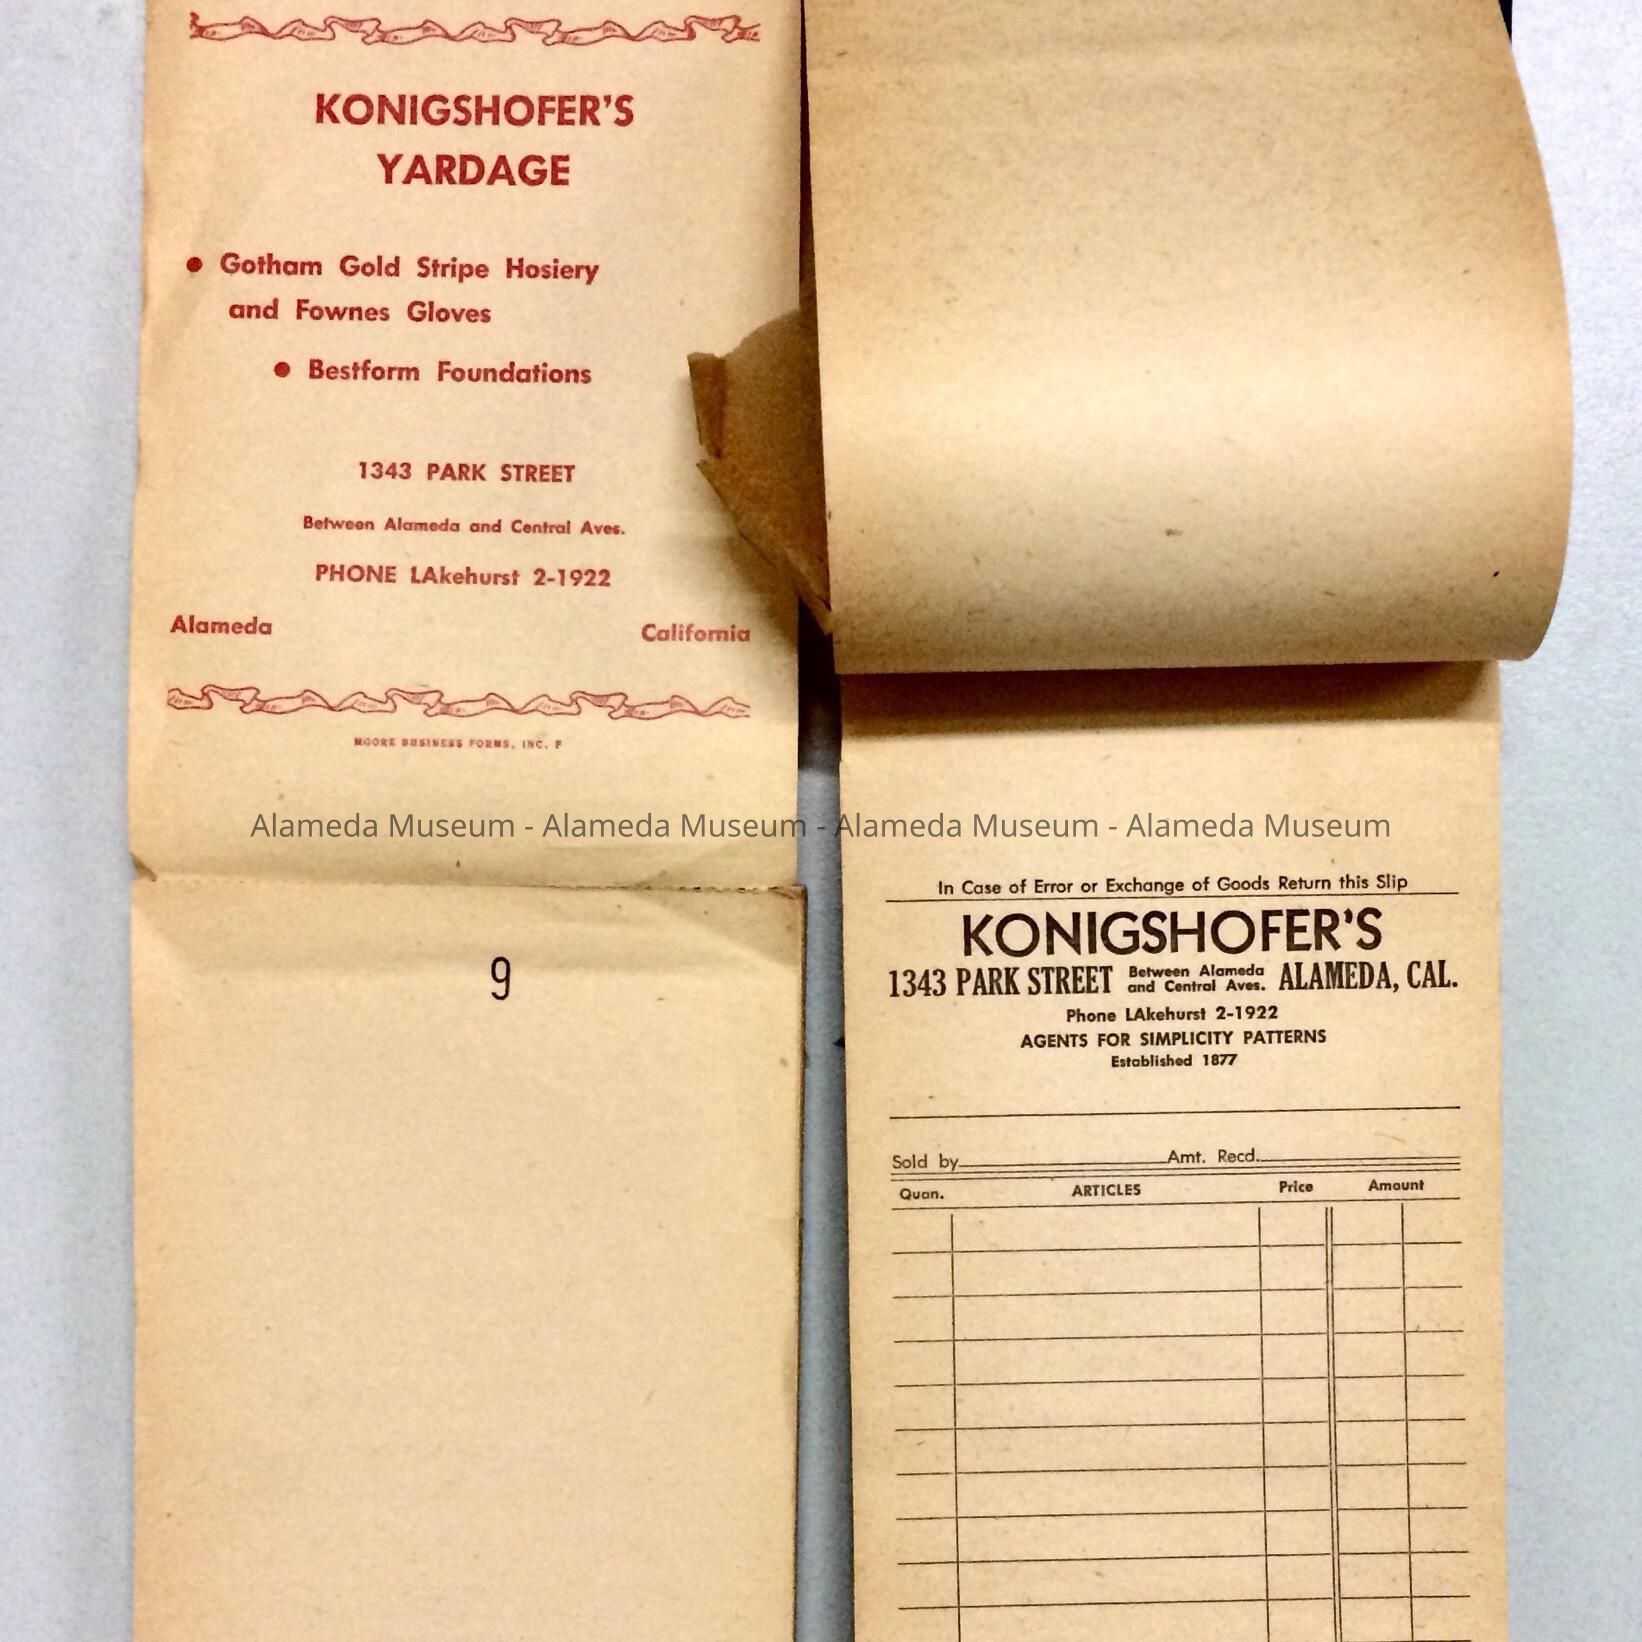 KONIGSHOFER'S
YARDAGE
• Gotham Gold Stripe Hosiery
and Fownes Gloves
• Bestform Foundations
1343 PARK STREET
Between Alameda and Central Aves.
PHONE LAkehurst 2-1922
Alameda California
MOORE BUSINESS FORMS, INC. P
Alameda Museum - Alameda Museum - Alameda Museum - Alameda Museum
9
In Case of Error or Exchange of Goods Return this Slip
KONIGSHOFER'S
1343 PARK STREET Between Alameda and Central Aves. ALAMEDA, CAL.
Phone LAkehurst 2-1922
AGENTS FOR SIMPLICITY PATTERNS
Established 1877
Sold by Amt. Recd.
Quan. ARTICLES Price Amount